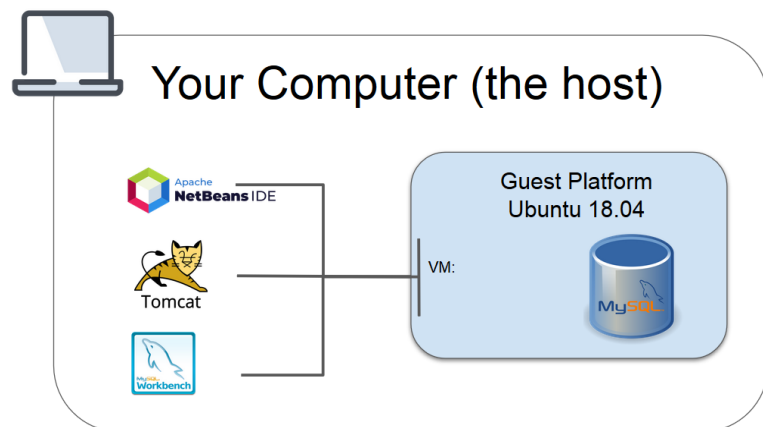 Your Computer (the host)
Apache
NetBeans IDE
Tomcat
MySQL
Workbench
Guest Platform
Ubuntu 18.04
VM:
MySQL